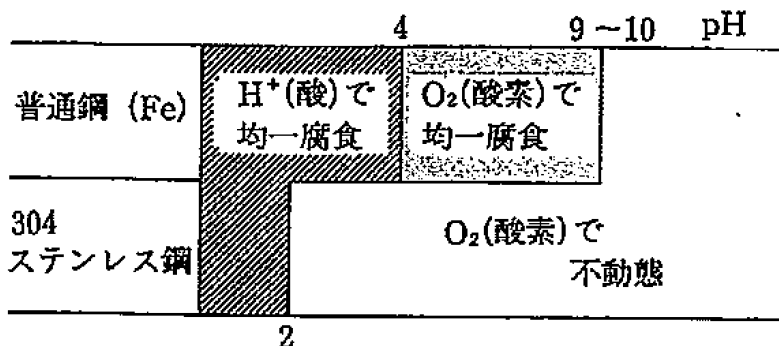 4 9～10 pH
普通鋼 (Fe)
H⁺(酸)で
均一腐食
O₂(酸素)で
均一腐食
304
ステンレス鋼
O₂(酸素)で
不動態
2